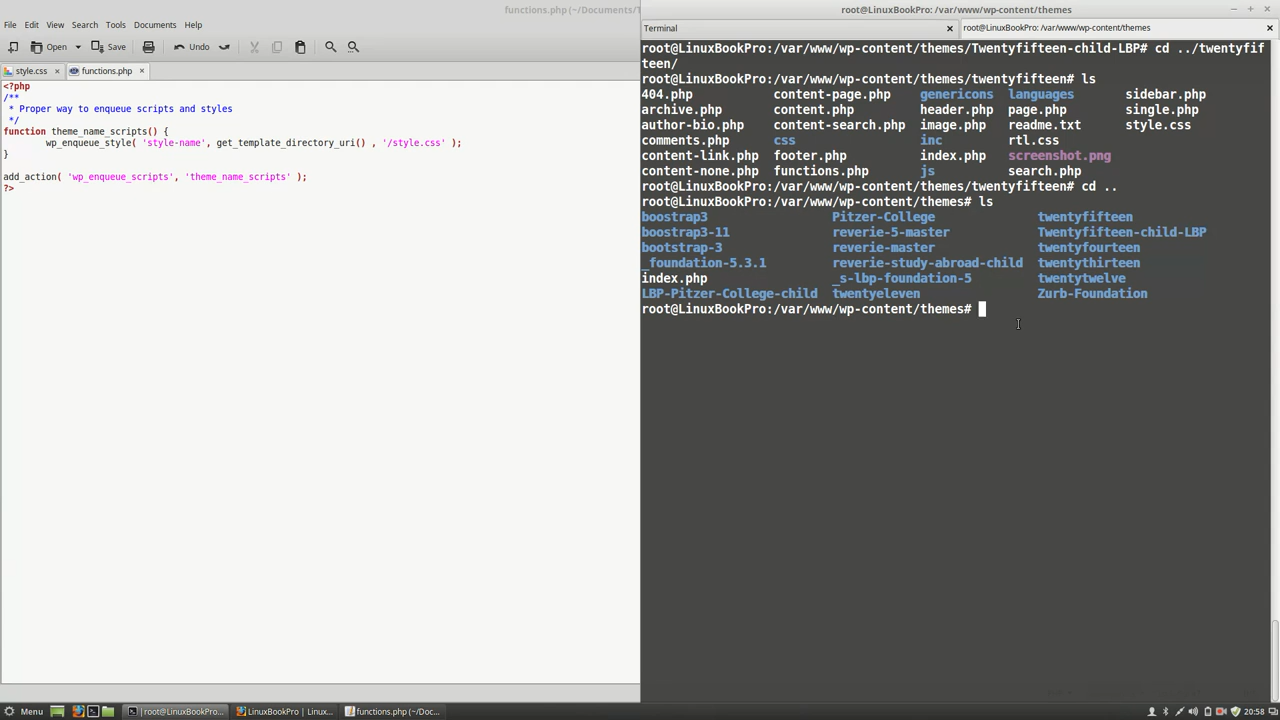 functions.php (~/Documents/T
root@LinuxBookPro: /var/www/wp-content/themes
File Edit View Search Tools Documents Help
Terminal
root@LinuxBookPro: /var/www/wp-content/themes
Open Save Undo
style.css functions.php
<?php
/**
* Proper way to enqueue scripts and styles
*/
function theme_name_scripts() {
wp_enqueue_style( 'style-name', get_template_directory_uri() , '/style.css' );
}
add_action( 'wp_enqueue_scripts', 'theme_name_scripts' );
?>
root@LinuxBookPro:/var/www/wp-content/themes/Twentyfifteen-child-LBP# cd ../twentyfif
teen/
root@LinuxBookPro:/var/www/wp-content/themes/twentyfifteen# ls
404.php content-page.php genericons languages sidebar.php
archive.php content.php header.php page.php single.php
author-bio.php content-search.php image.php readme.txt style.css
comments.php css inc rtl.css
content-link.php footer.php index.php screenshot.png
content-none.php functions.php js search.php
root@LinuxBookPro:/var/www/wp-content/themes/twentyfifteen# cd ..
root@LinuxBookPro:/var/www/wp-content/themes# ls
boostrap3 Pitzer-College twentyfifteen
boostrap3-11 reverie-5-master Twentyfifteen-child-LBP
bootstrap-3 reverie-master twentyfourteen
_foundation-5.3.1 reverie-study-abroad-child twentythirteen
index.php _s-lbp-foundation-5 twentytwelve
LBP-Pitzer-College-child twentyeleven Zurb-Foundation
root@LinuxBookPro:/var/www/wp-content/themes#
Menu root@LinuxBookPro:... LinuxBookPro | Linux... functions.php (~/Doc... 20:58